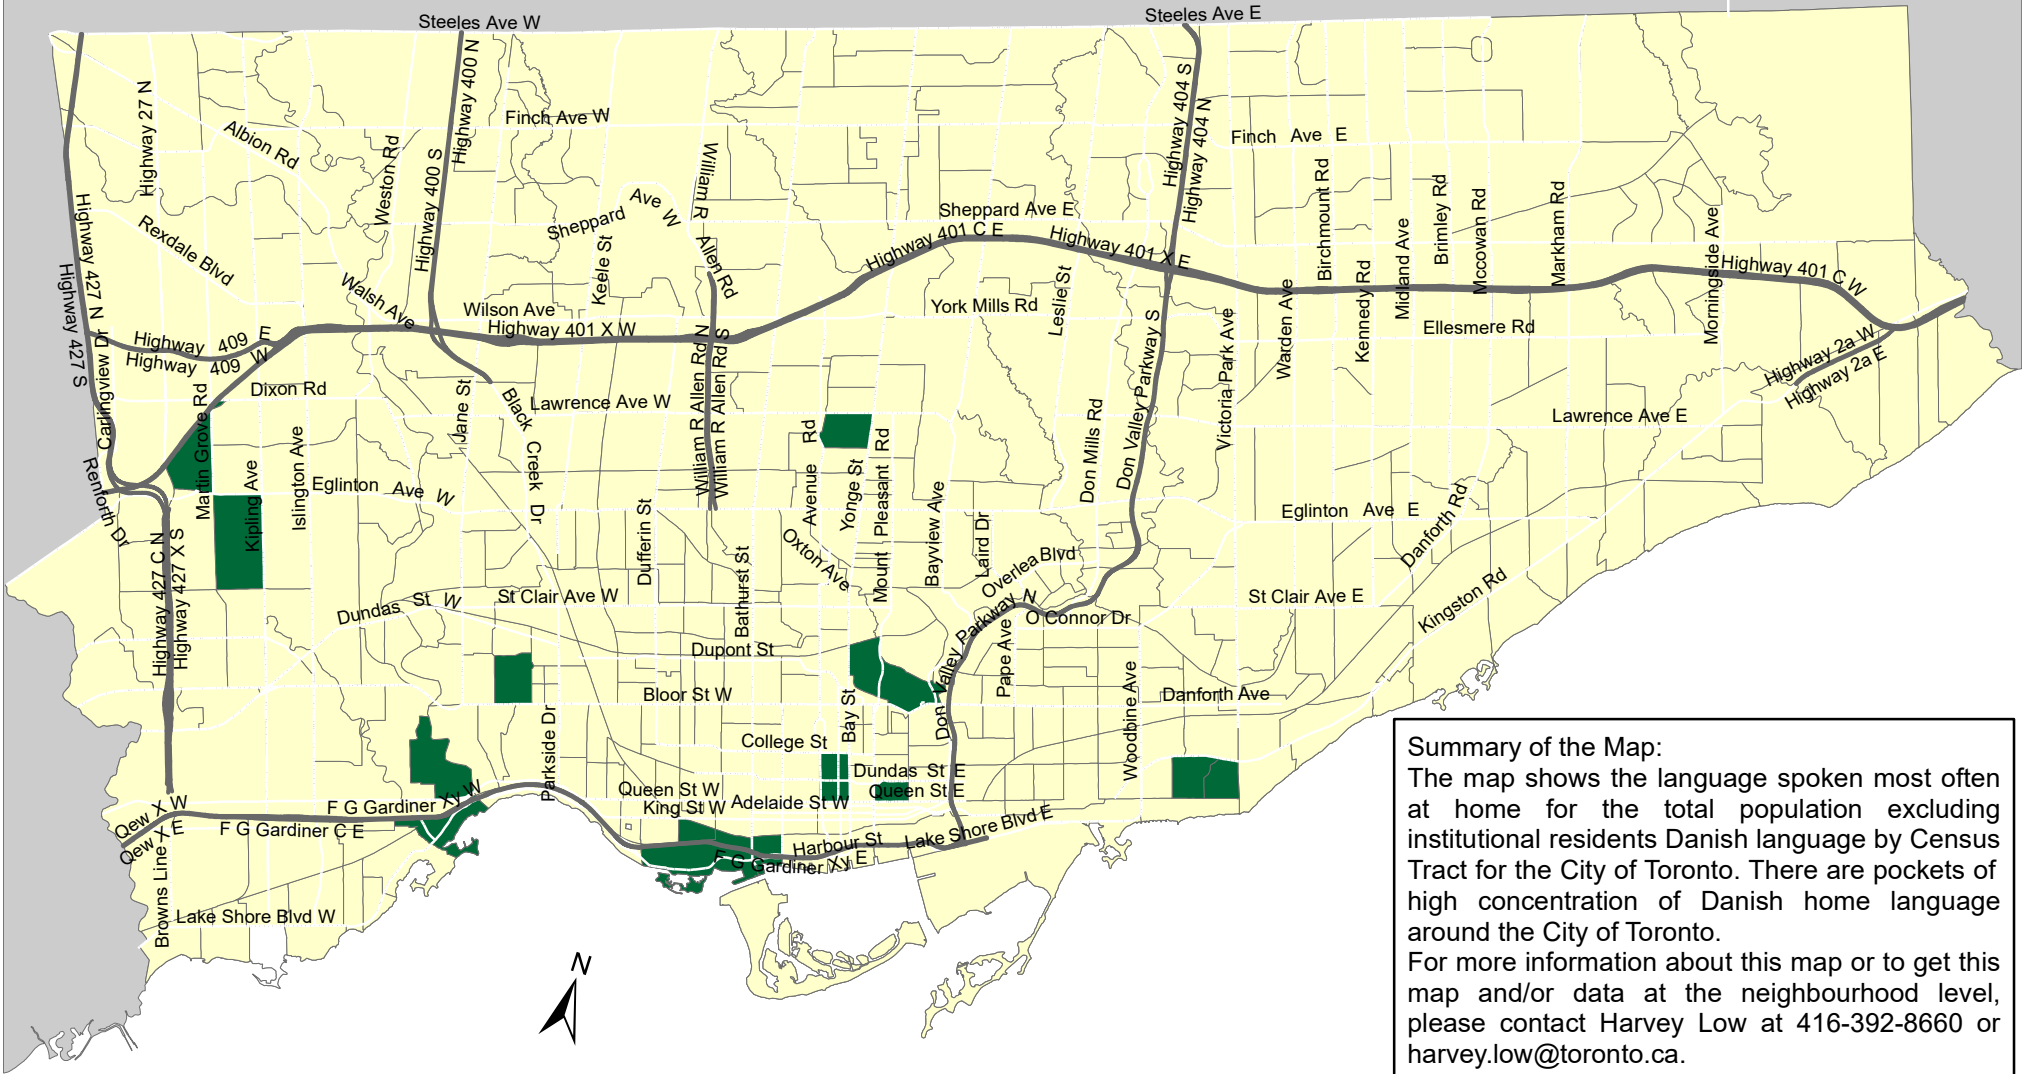 Steeles Ave W
Steeles Ave E
Highway 27 N
Albion Rd
Weston Rd
Highway 400 N
Highway 400 S
Finch Ave W
Finch Ave E
Highway 404 S
Highway 404 N
William R Allen Rd
Sheppard Ave W
Keele St
Sheppard Ave E
Highway 401 C E
Highway 401 X E
Birchmount Rd
Kennedy Rd
Midland Ave
Brimley Rd
Mccowan Rd
Markham Rd
Morningside Ave
Highway 401 C W
Highway 427 N
Highway 427 S
Rexdale Blvd
Walsh Ave
Wilson Ave
Highway 401 X W
York Mills Rd
Leslie St
Warden Ave
Ellesmere Rd
Highway 2a W
Highway 2a E
Carlingview Dr
Highway 409 E
Highway 409 W
Martin Grove Rd
Dixon Rd
Jane St
Black Creek Dr
Lawrence Ave W
William R Allen Rd N
William R Allen Rd S
Avenue Rd
Yonge St
Mount Pleasant Rd
Bayview Ave
Laird Dr
Don Mills Rd
Don Valley Parkway S
Victoria Park Ave
Lawrence Ave E
Renforth Dr
Kipling Ave
Islington Ave
Eglinton Ave W
Eglinton Ave E
Danforth Rd
Highway 427 C N
Highway 427 X S
Dufferin St
Bathurst St
Oxton Ave
Overlea Blvd
Dundas St W
St Clair Ave W
Don Valley Parkway N
O Connor Dr
St Clair Ave E
Kingston Rd
Dupont St
Bloor St W
Pape Ave
Woodbine Ave
Danforth Ave
Parkside Dr
Bay St
College St
Dundas St E
Queen St W
Queen St E
King St W
Adelaide St W
Qew X W
Qew X E
F G Gardiner Xy W
F G Gardiner C E
Harbour St
Lake Shore Blvd E
F G Gardiner Xy E
Browns Line
Lake Shore Blvd W
N
Summary of the Map:
The map shows the language spoken most often
at home for the total population excluding
institutional residents Danish language by Census
Tract for the City of Toronto. There are pockets of
high concentration of Danish home language
around the City of Toronto.
For more information about this map or to get this
map and/or data at the neighbourhood level,
please contact Harvey Low at 416-392-8660 or
harvey.low@toronto.ca.